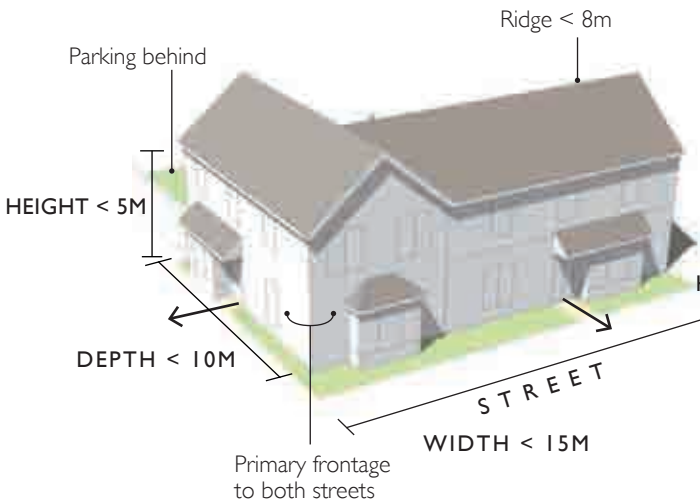 Ridge < 8m
Parking behind
HEIGHT < 5M
DEPTH < 10M
STREET
WIDTH < 15M
Primary frontage
to both streets